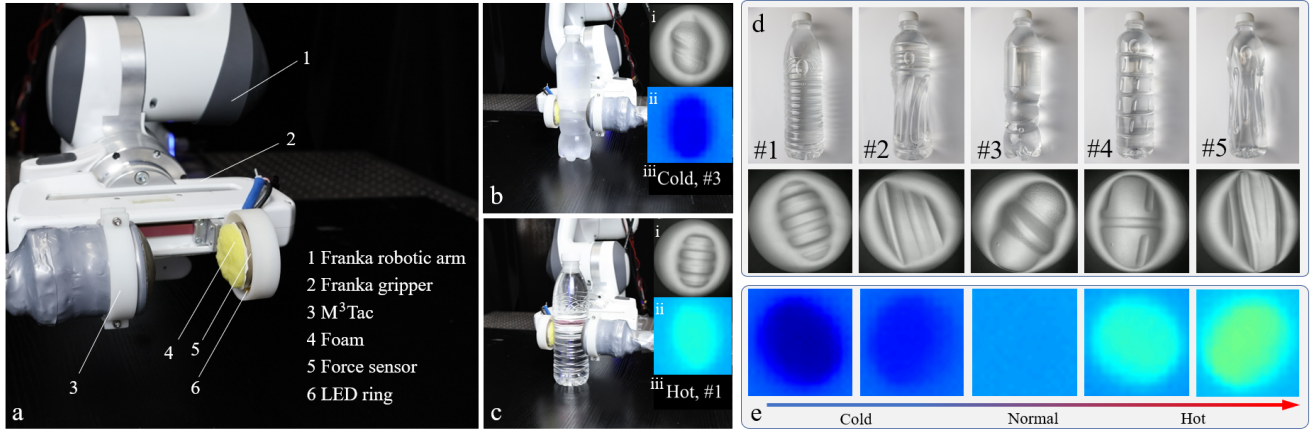 1
2
3
4
5
6
1 Franka robotic arm
2 Franka gripper
3 M³Tac
4 Foam
5 Force sensor
6 LED ring
a
i
ii
iii Cold, #3
b
i
ii
iii Hot, #1
c
d
#1
#2
#3
#4
#5
e
Cold
Normal
Hot